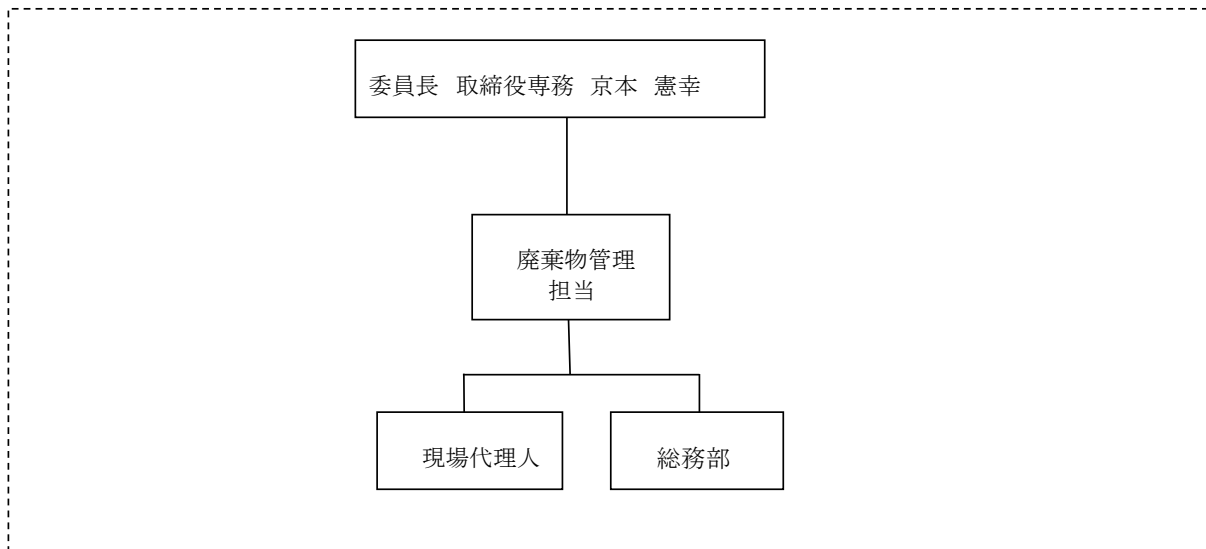 委員長 取締役専務 京本 憲幸
廃棄物管理
担当
現場代理人
総務部